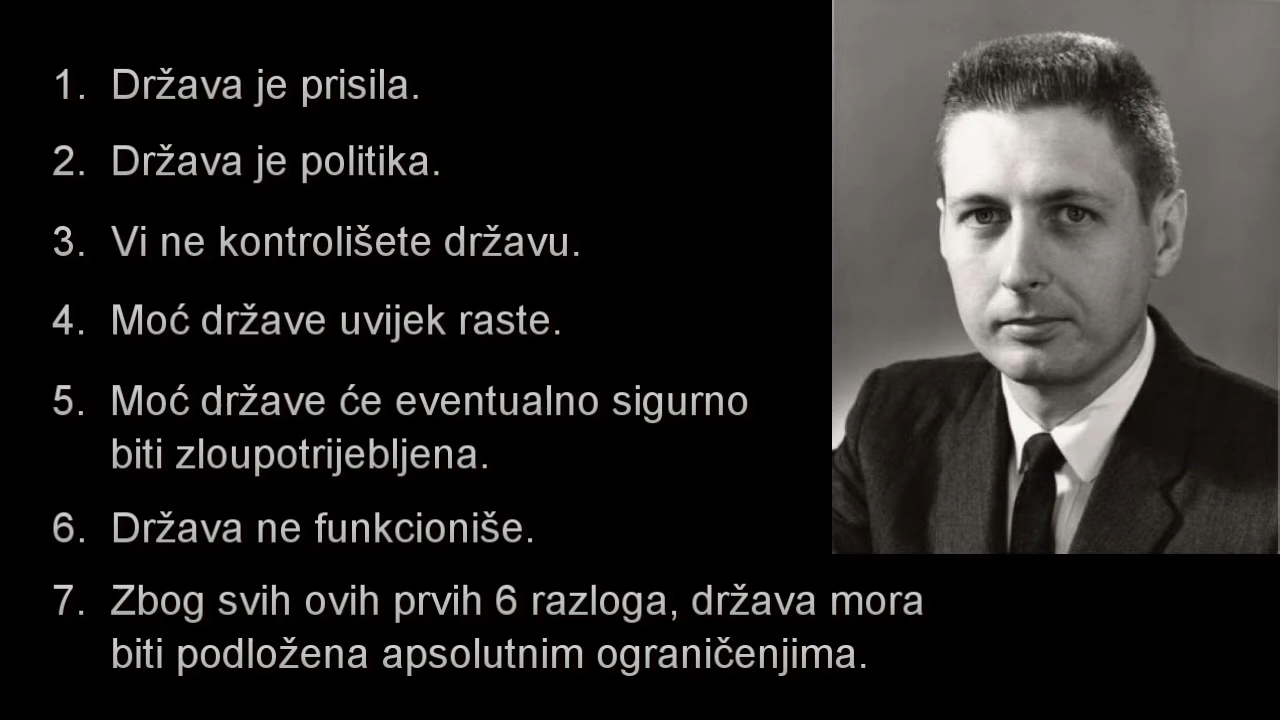 1. Država je prisila.
2. Država je politika.
3. Vi ne kontrolišete državu.
4. Moć države uvijek raste.
5. Moć države će eventualno sigurno
biti zloupotrijebljena.
6. Država ne funkcioniše.
7. Zbog svih ovih prvih 6 razloga, država mora
biti podložena apsolutnim ograničenjima.